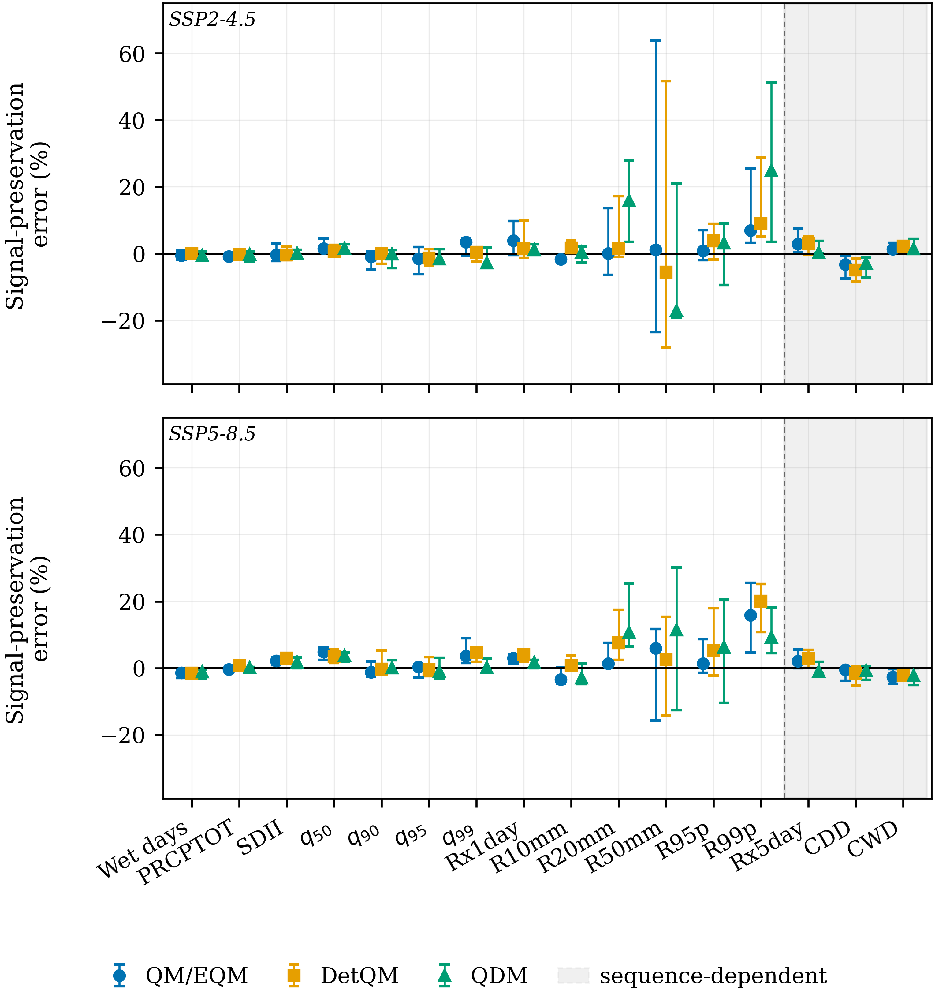 SSP2-4.5
Signal-preservation
error (%)
60
40
20
0
−20
SSP5-8.5
Signal-preservation
error (%)
60
40
20
0
−20
Wet days
PRCPTOT
SDII
q50
q90
q95
q99
Rx1day
R10mm
R20mm
R50mm
R95p
R99p
Rx5day
CDD
CWD
QM/EQM
DetQM
QDM
sequence-dependent